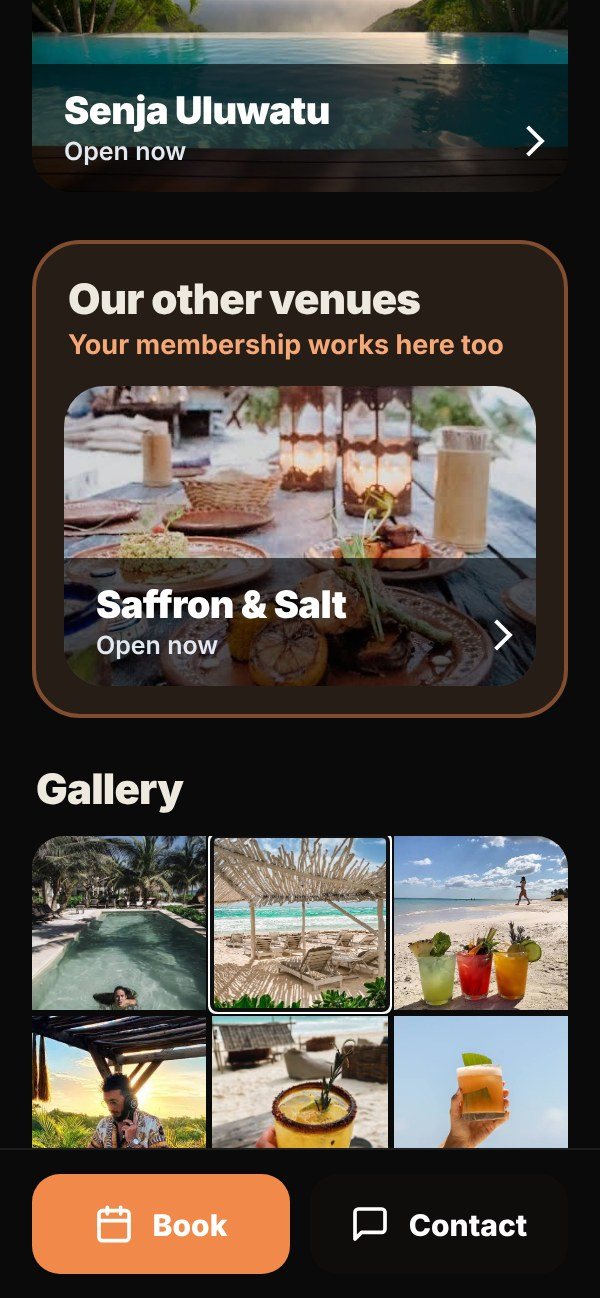 Senja Uluwatu
Open now
Our other venues
Your membership works here too
Saffron & Salt
Open now
Gallery
Book
Contact